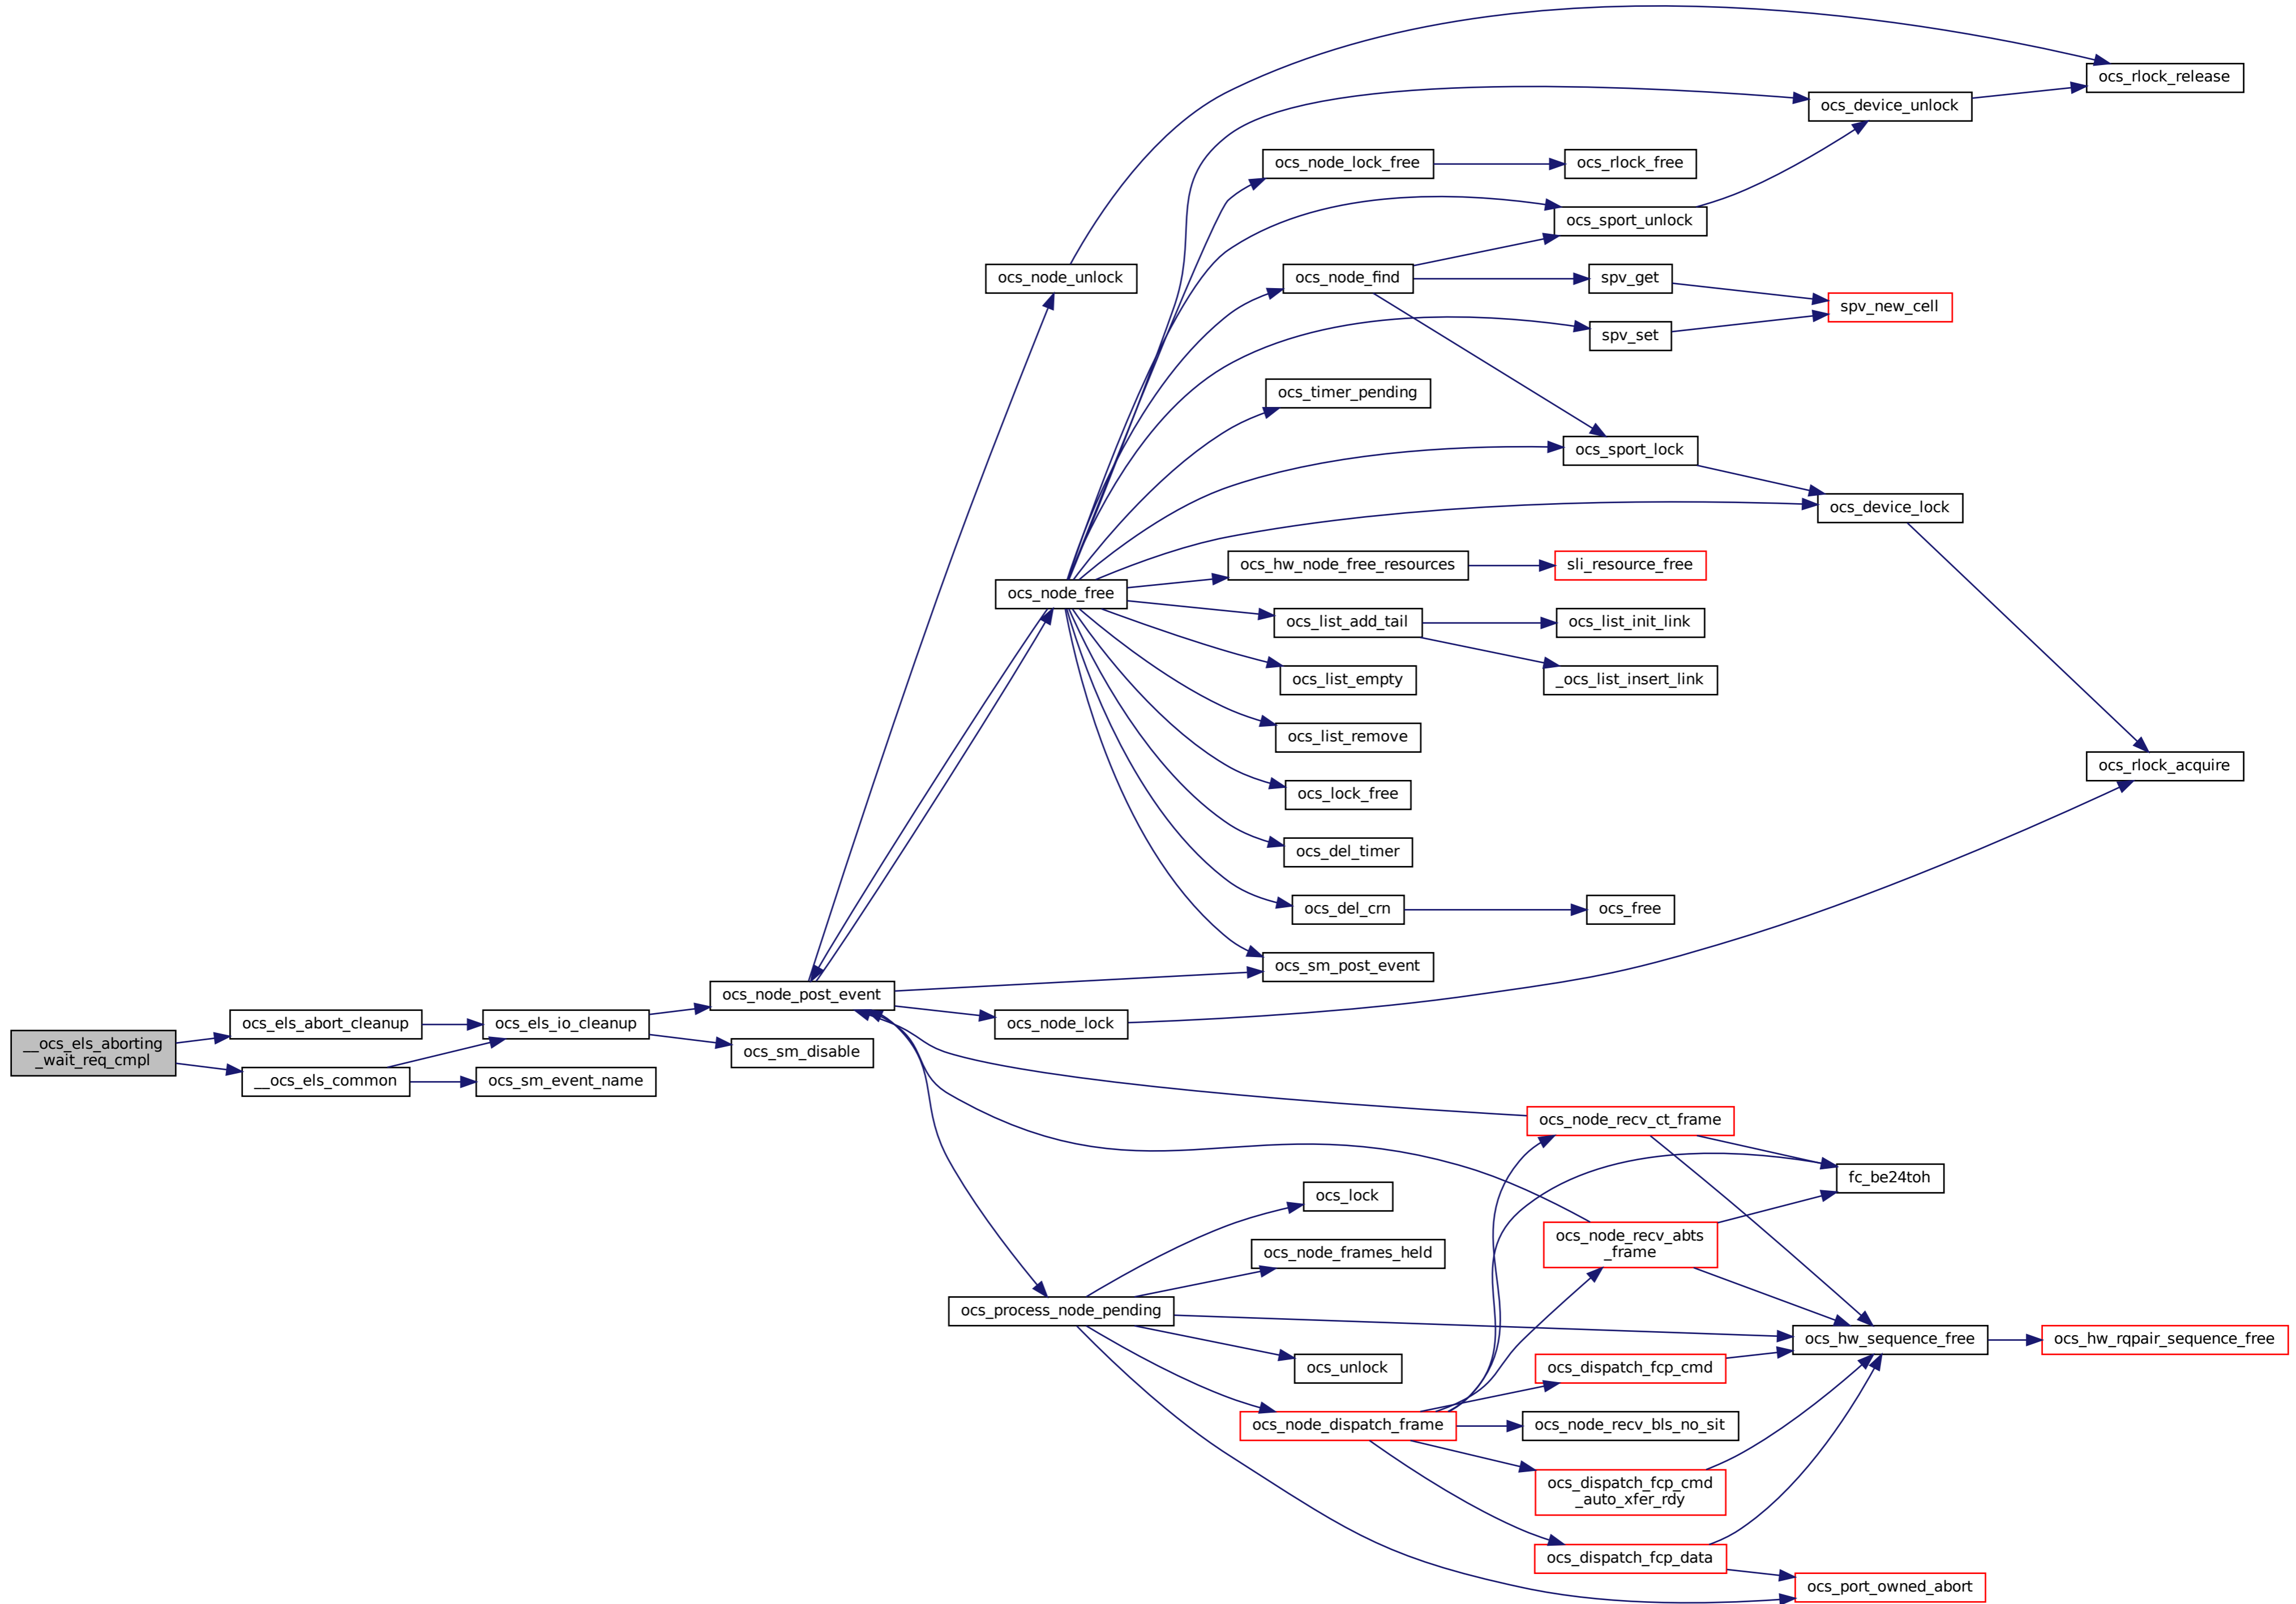 ocs_rlock_release
ocs_device_unlock
ocs_node_lock_free
ocs_rlock_free
ocs_sport_unlock
ocs_node_unlock
ocs_node_find
spv_get
spv_new_cell
spv_set
ocs_timer_pending
ocs_sport_lock
ocs_device_lock
ocs_hw_node_free_resources
sli_resource_free
ocs_node_free
ocs_list_add_tail
ocs_list_init_link
ocs_list_empty
_ocs_list_insert_link
ocs_list_remove
ocs_rlock_acquire
ocs_lock_free
ocs_del_timer
ocs_del_crn
ocs_free
ocs_sm_post_event
ocs_node_post_event
ocs_els_abort_cleanup
ocs_els_io_cleanup
ocs_node_lock
__ocs_els_aborting
_wait_req_cmpl
ocs_sm_disable
__ocs_els_common
ocs_sm_event_name
ocs_node_recv_ct_frame
fc_be24toh
ocs_lock
ocs_node_recv_abts
_frame
ocs_node_frames_held
ocs_process_node_pending
ocs_hw_sequence_free
ocs_hw_rqpair_sequence_free
ocs_unlock
ocs_dispatch_fcp_cmd
ocs_node_dispatch_frame
ocs_node_recv_bls_no_sit
ocs_dispatch_fcp_cmd
_auto_xfer_rdy
ocs_dispatch_fcp_data
ocs_port_owned_abort